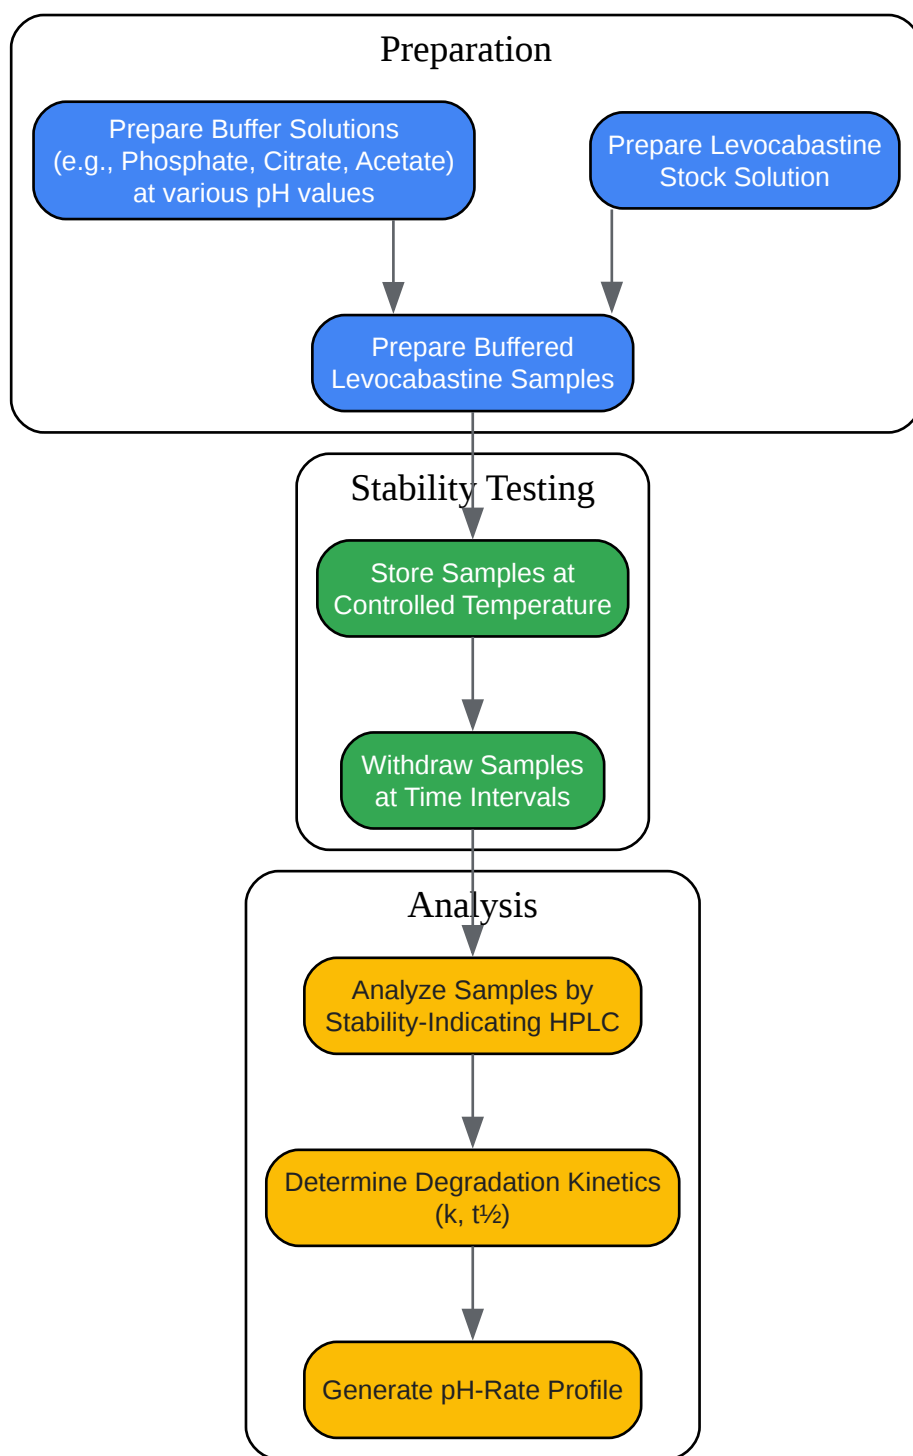 Preparation
Prepare Buffer Solutions
(e.g., Phosphate, Citrate, Acetate)
at various pH values
Prepare Levocabastine
Stock Solution
Prepare Buffered
Levocabastine Samples
Stability Testing
Store Samples at
Controlled Temperature
Withdraw Samples
at Time Intervals
Analysis
Analyze Samples by
Stability-Indicating HPLC
Determine Degradation Kinetics
(k, t½)
Generate pH-Rate Profile